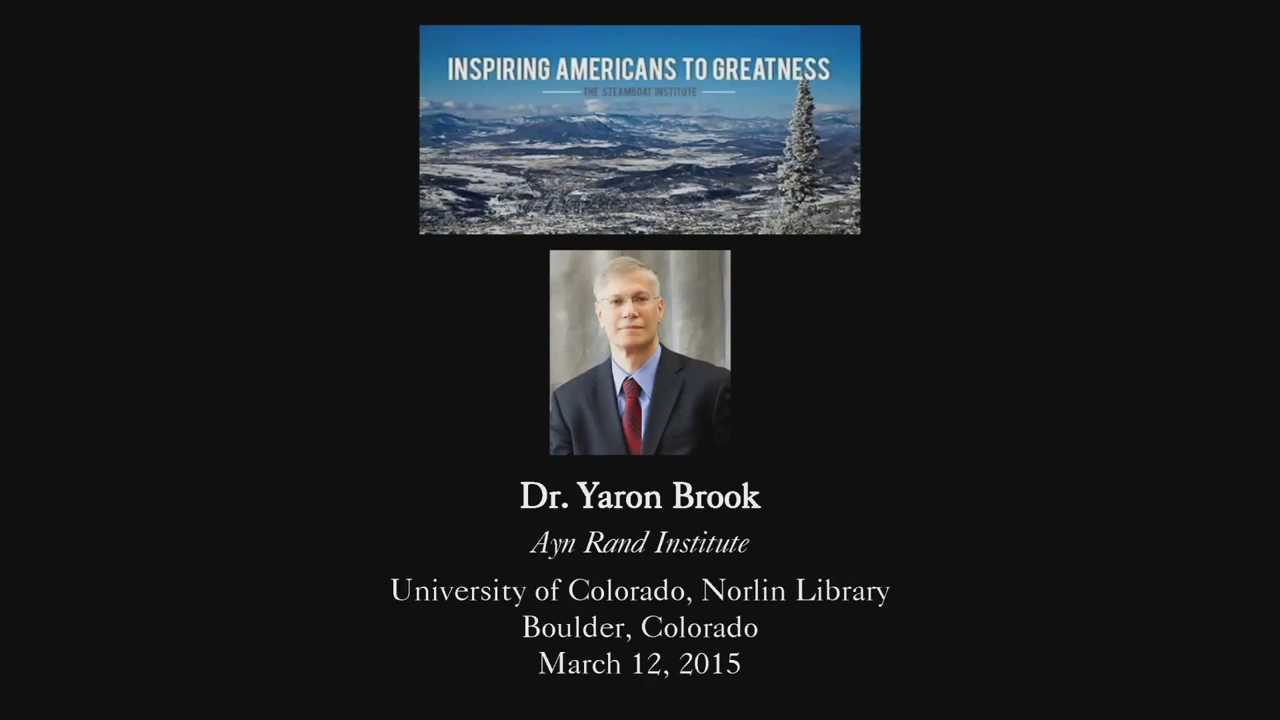 INSPIRING AMERICANS TO GREATNESS
THE STEAMBOAT INSTITUTE
Dr. Yaron Brook
Ayn Rand Institute
University of Colorado, Norlin Library
Boulder, Colorado
March 12, 2015